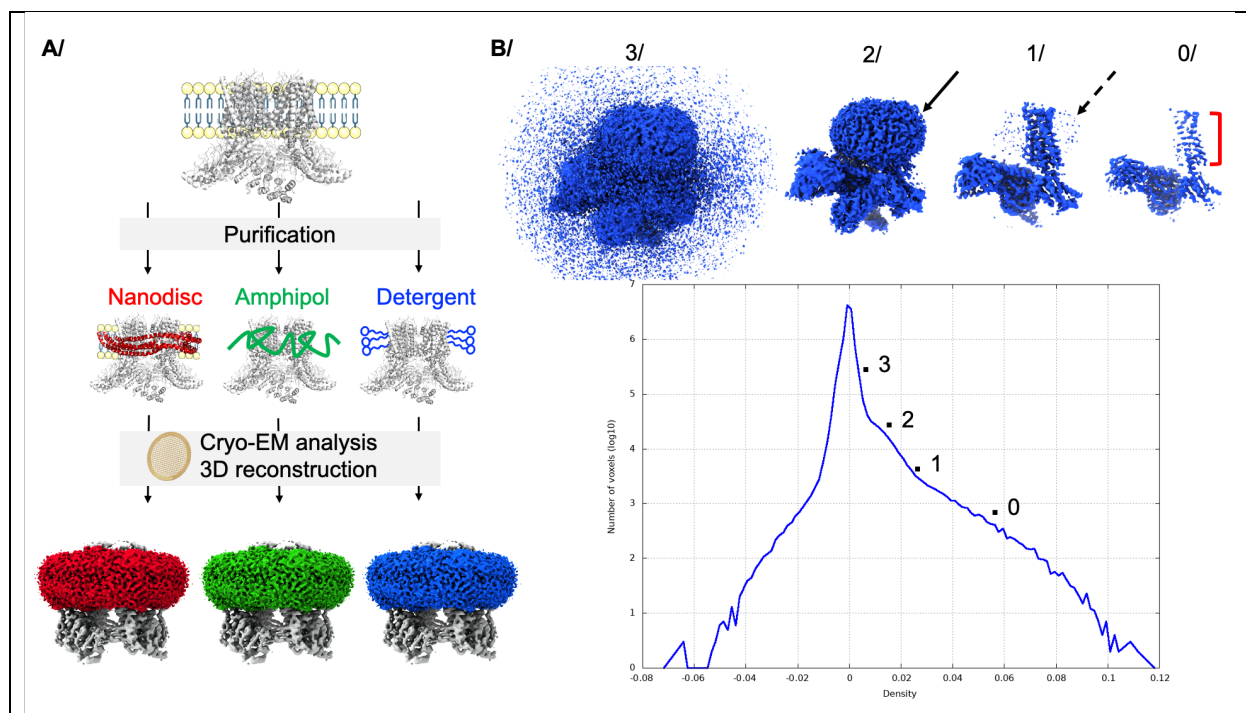 A/
Purification
Nanodisc Amphipol Detergent
Cryo-EM analysis
3D reconstruction
B/
3/ 2/ 1/ 0/
7
6
5
4
3
2
1
0
3
2
1
0
Number of voxels (log10)
-0.08 -0.06 -0.04 -0.02 0 0.02 0.04 0.06 0.08 0.1 0.12
Density